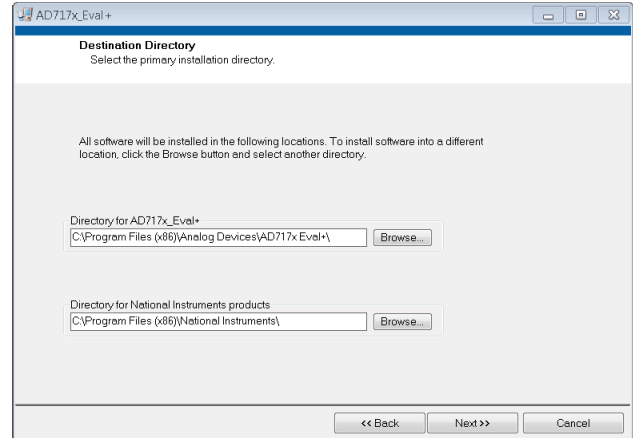 AD717x_Eval+
Destination Directory
Select the primary installation directory.
All software will be installed in the following locations. To install software into a different
location, click the Browse button and select another directory.
Directory for AD717x_Eval+
C:\Program Files (x86)\Analog Devices\AD717x Eval+\
Browse...
Directory for National Instruments products
C:\Program Files (x86)\National Instruments\
Browse...
<< Back
Next >>
Cancel